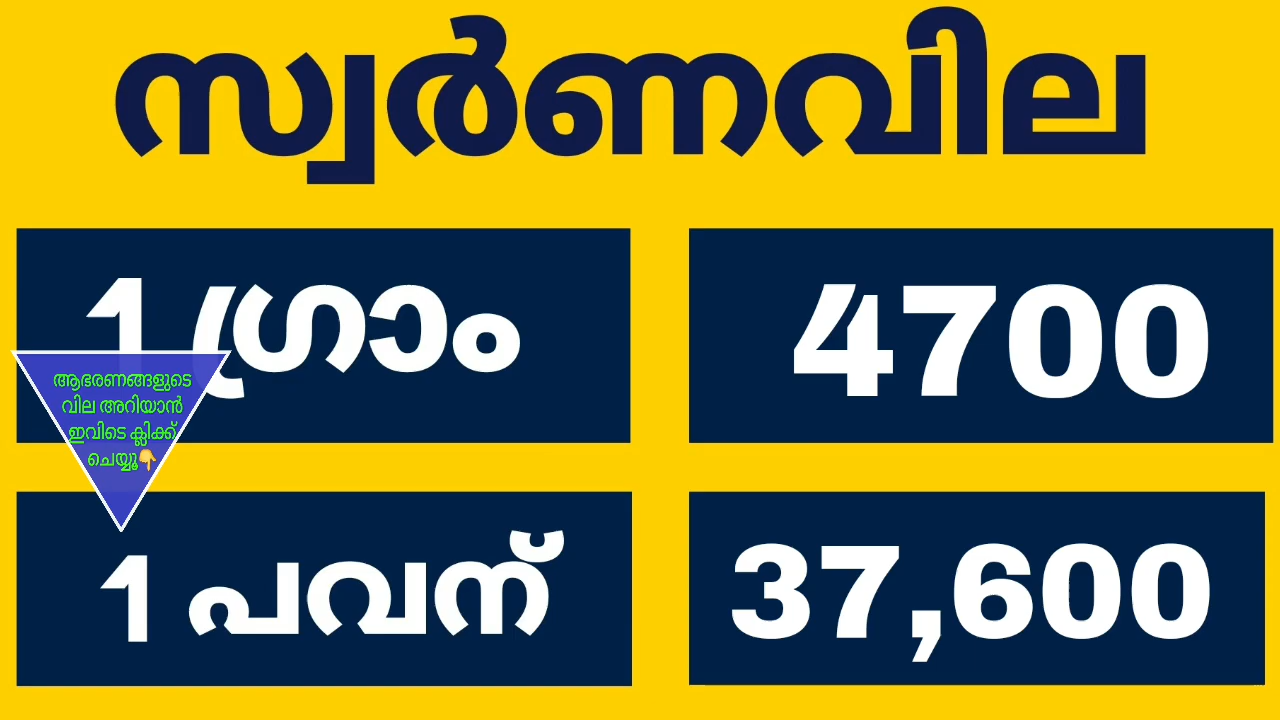 സ്വർണവില
1 ഗ്രാം
4700
ആഭരണങ്ങളുടെ
വില അറിയാൻ
ഇവിടെ ക്ലിക്ക്
ചെയ്യൂ👇
1 പവന്
37,600